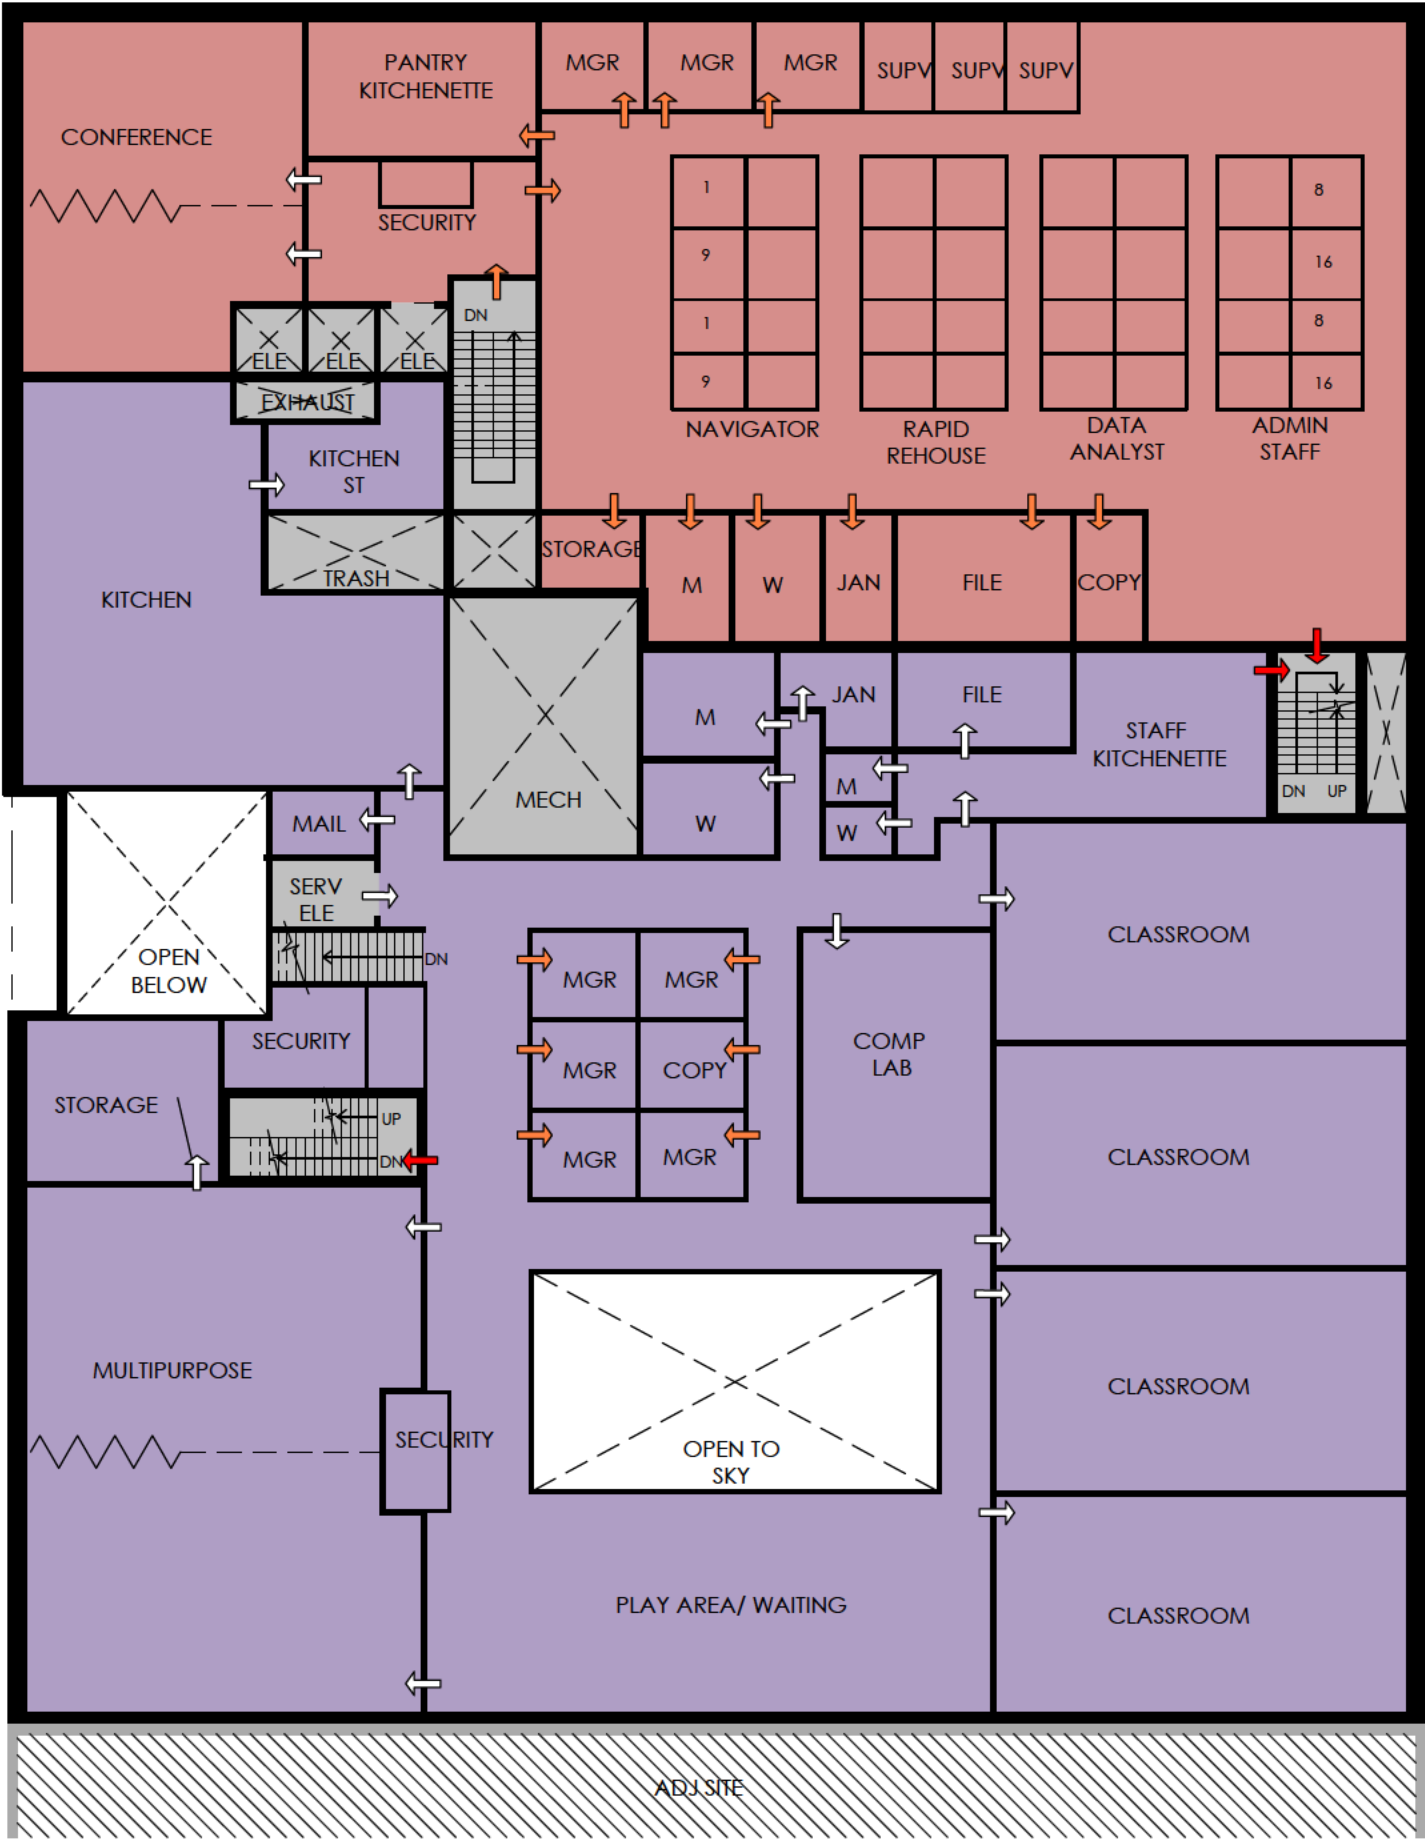 PANTRY
KITCHENETTE
MGR
MGR
MGR
SUPV
SUPV
SUPV
CONFERENCE
SECURITY
1
8
9
16
1
8
9
16
DN
ELE
ELE
ELE
EXHAUST
NAVIGATOR
RAPID
REHOUSE
DATA
ANALYST
ADMIN
STAFF
KITCHEN
ST
STORAGE
TRASH
M
W
JAN
FILE
COPY
KITCHEN
M
JAN
FILE
STAFF
KITCHENETTE
MECH
M
DN
UP
MAIL
W
W
SERV
ELE
CLASSROOM
OPEN
BELOW
DN
MGR
MGR
SECURITY
COMP
LAB
MGR
COPY
STORAGE
UP
DN
MGR
MGR
CLASSROOM
MULTIPURPOSE
CLASSROOM
SECURITY
OPEN TO
SKY
PLAY AREA/ WAITING
CLASSROOM
ADJ SITE